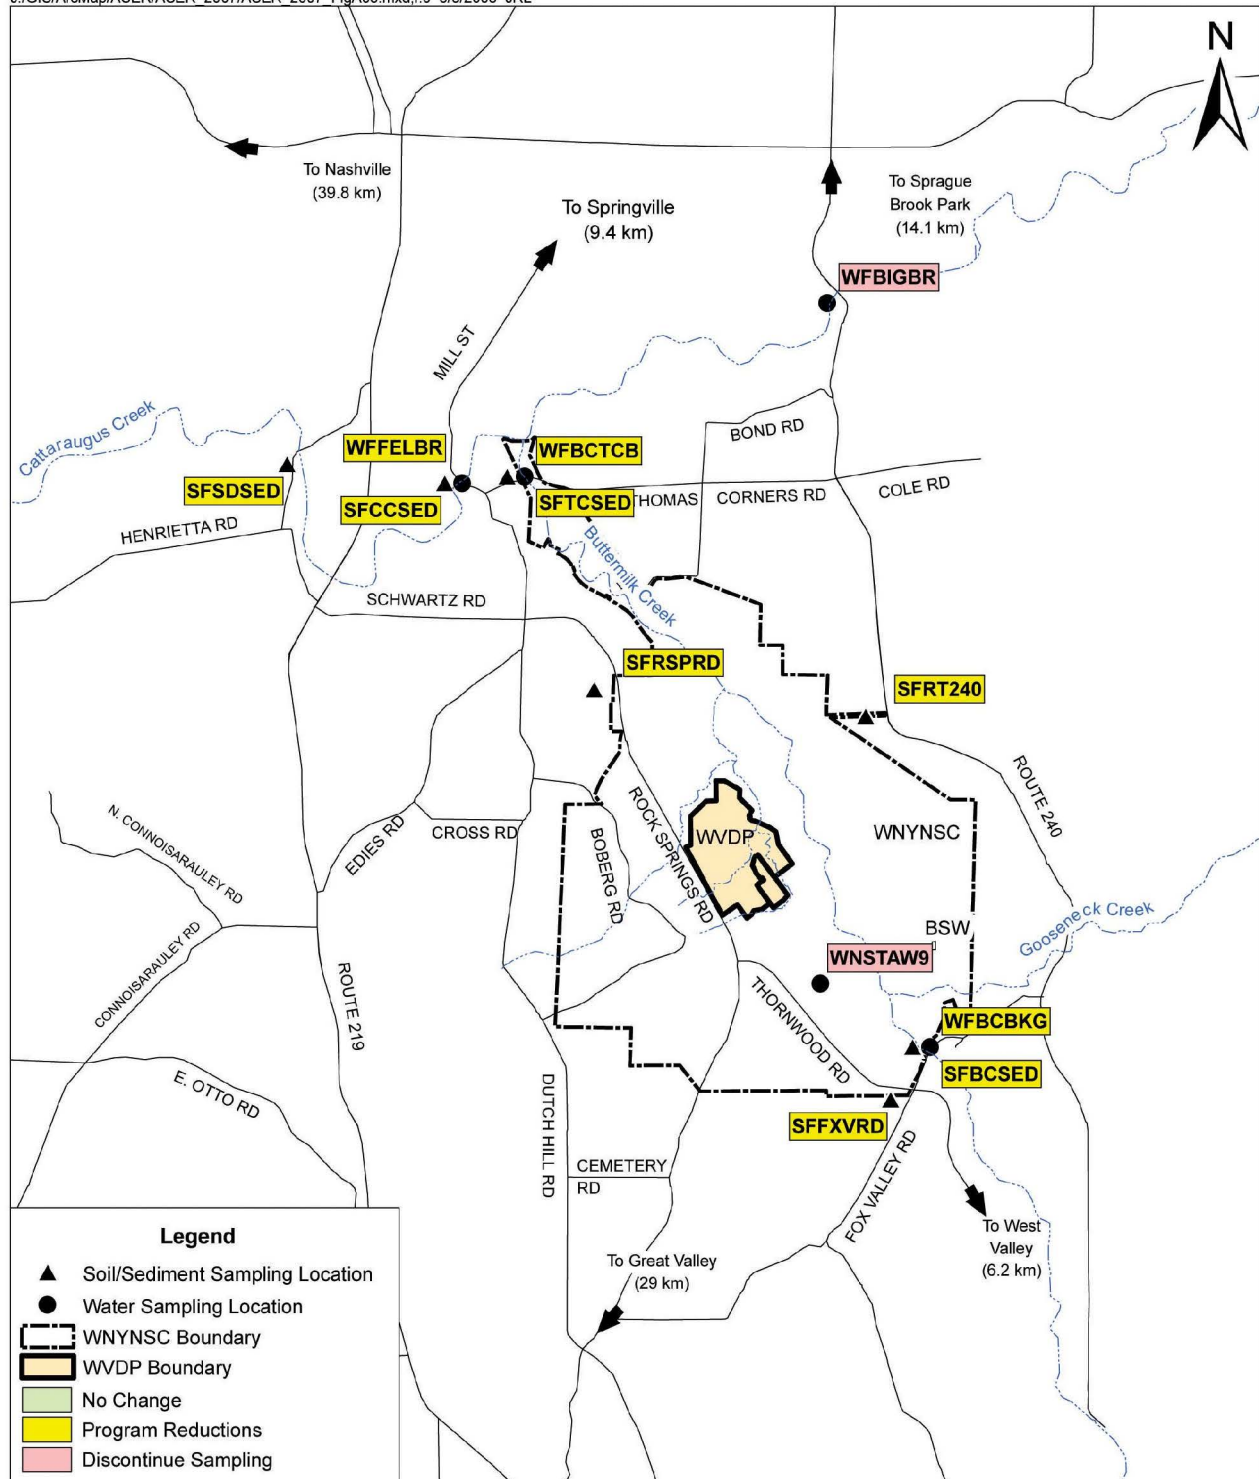 N
To Nashville
(39.8 km)
To Springville
(9.4 km)
To Sprague
Brook Park
(14.1 km)
WFBIGBR
MILL ST
Cattaraugus Creek
BOND RD
WFFELBR
WFBCTCB
SFSDSED
SFCCSED
SFTCSED
THOMAS CORNERS RD
COLE RD
HENRIETTA RD
Buttermilk Creek
SCHWARTZ RD
SFRSPRD
SFRT240
ROUTE 240
N. CONNOISARAULEY RD
EDIES RD
CROSS RD
BOBERG RD
ROCK SPRINGS RD
WVDP
WNYNSC
Gooseneck Creek
BSW
WNSTAW9
CONNOISARAULEY RD
ROUTE 219
THORNWOOD RD
WFBCBKG
SFBCSED
E. OTTO RD
DUTCH HILL RD
SFFXVRD
CEMETERY
RD
FOX VALLEY RD
To West
Valley
(6.2 km)
To Great Valley
(29 km)
Legend
Soil/Sediment Sampling Location
Water Sampling Location
WNYNSC Boundary
WVDP Boundary
No Change
Program Reductions
Discontinue Sampling